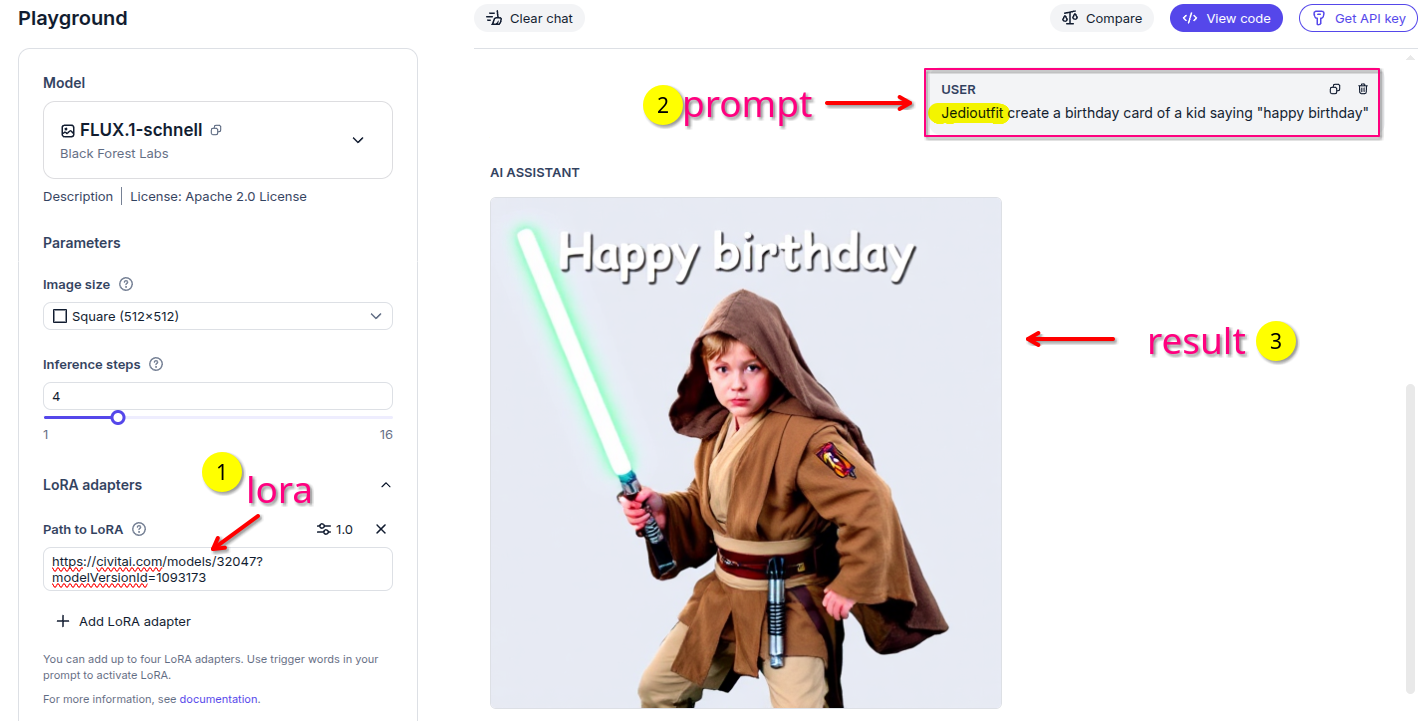 Playground
Clear chat
Compare
View code
Get API key
Model
FLUX.1-schnell
Black Forest Labs
Description
License: Apache 2.0 License
Parameters
Image size
Square (512×512)
Inference steps
4
1
16
LoRA adapters
1
lora
Path to LoRA
1.0
https://civitai.com/models/32047?
modelVersionId=1093173
Add LoRA adapter
You can add up to four LoRA adapters. Use trigger words in your
prompt to activate LoRA.
For more information, see documentation.
2
prompt
USER
Jedioutfit create a birthday card of a kid saying "happy birthday"
AI ASSISTANT
Happy birthday
result
3